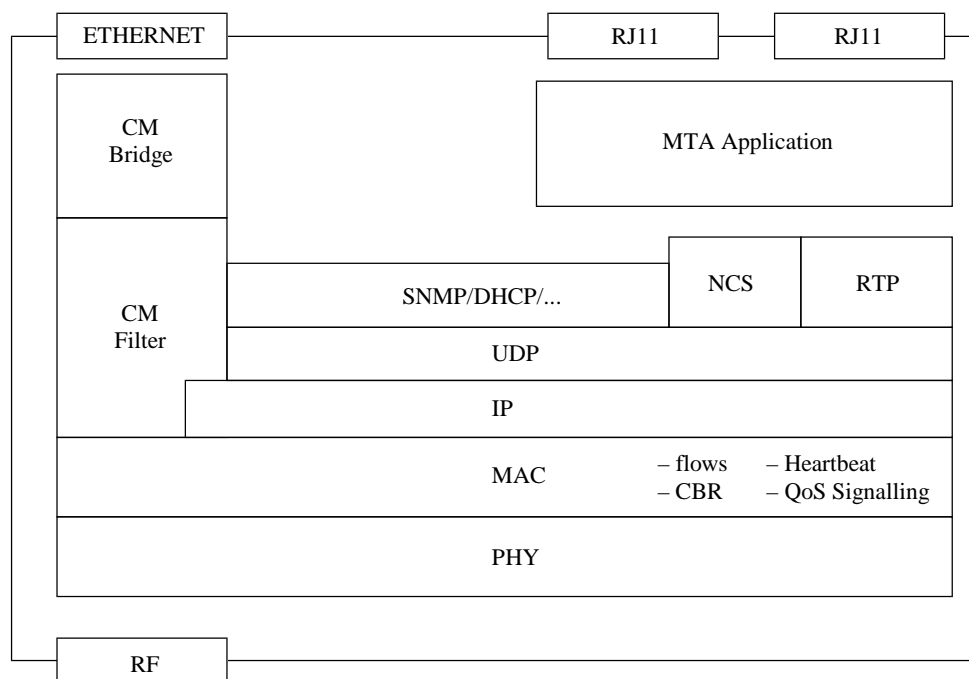 ETHERNET
RJ11
RJ11
CM
Bridge
MTA Application
CM
Filter
SNMP/DHCP/...
NCS
RTP
UDP
IP
MAC
– flows
– Heartbeat
– CBR
– QoS Signalling
PHY
RF